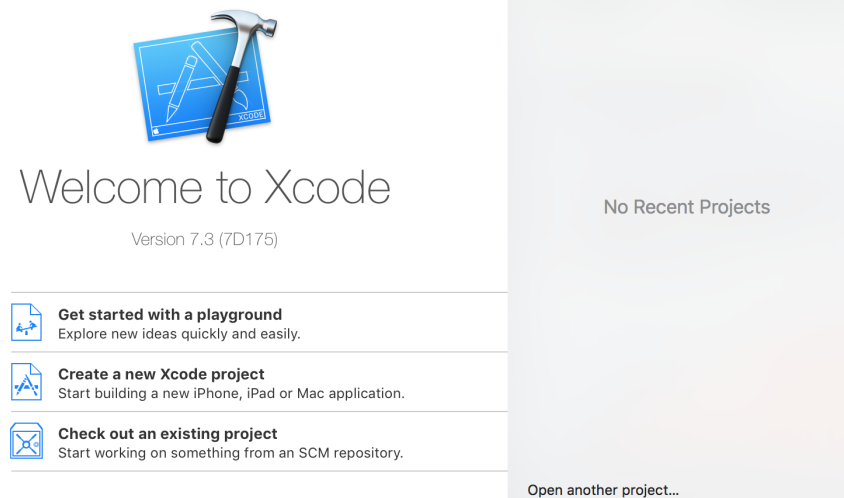 XCODE
Welcome to Xcode
Version 7.3 (7D175)
Get started with a playground
Explore new ideas quickly and easily.
Create a new Xcode project
Start building a new iPhone, iPad or Mac application.
Check out an existing project
Start working on something from an SCM repository.
No Recent Projects
Open another project...